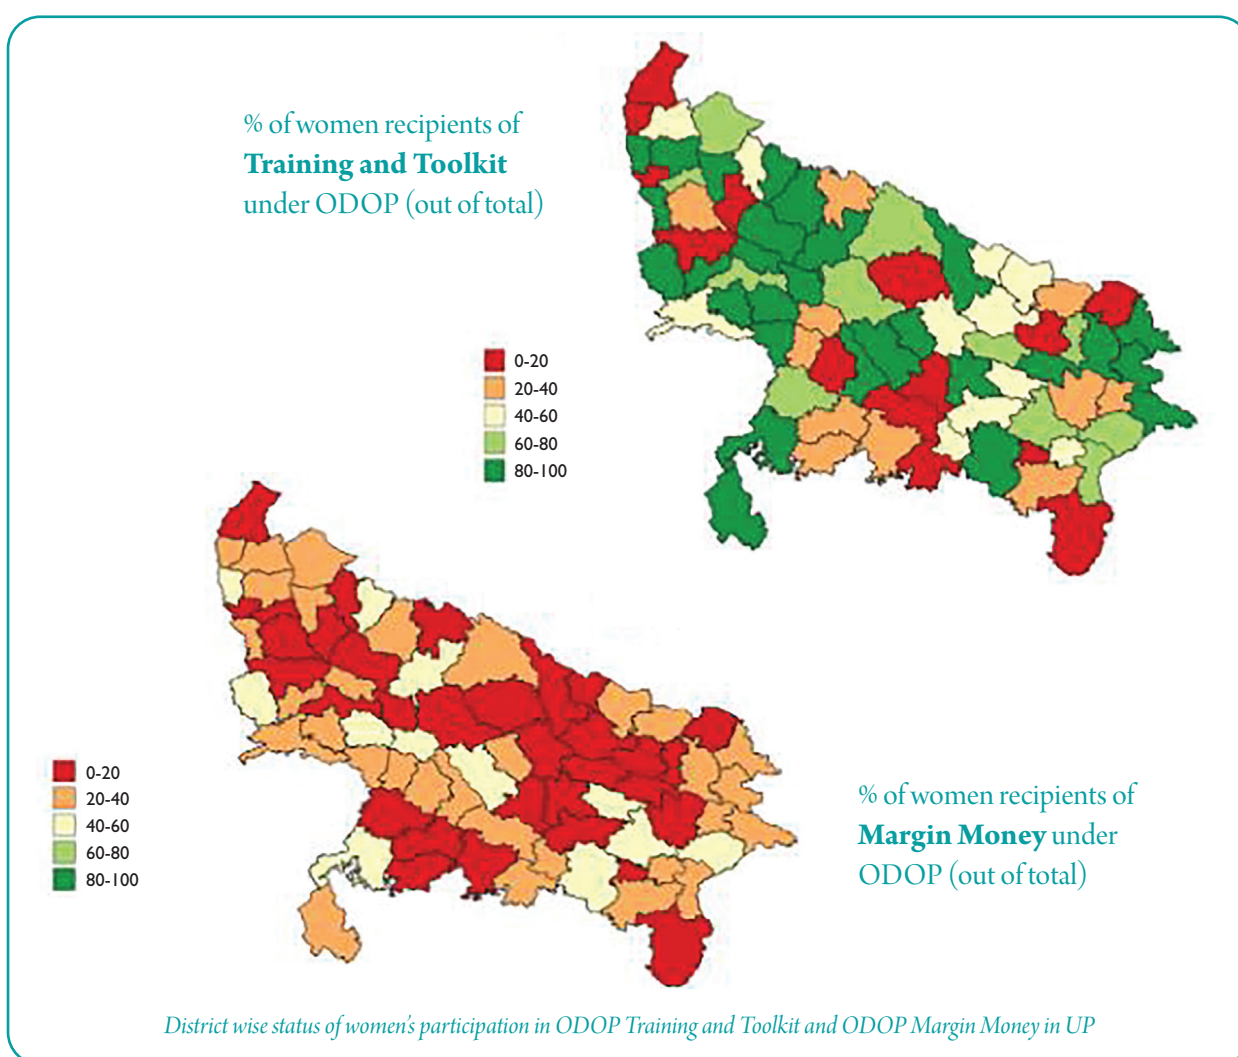 % of women recipients of
Training and Toolkit
under ODOP (out of total)
0-20
20-40
40-60
60-80
80-100
0-20
20-40
40-60
60-80
80-100
% of women recipients of
Margin Money under
ODOP (out of total)
District wise status of women's participation in ODOP Training and Toolkit and ODOP Margin Money in UP